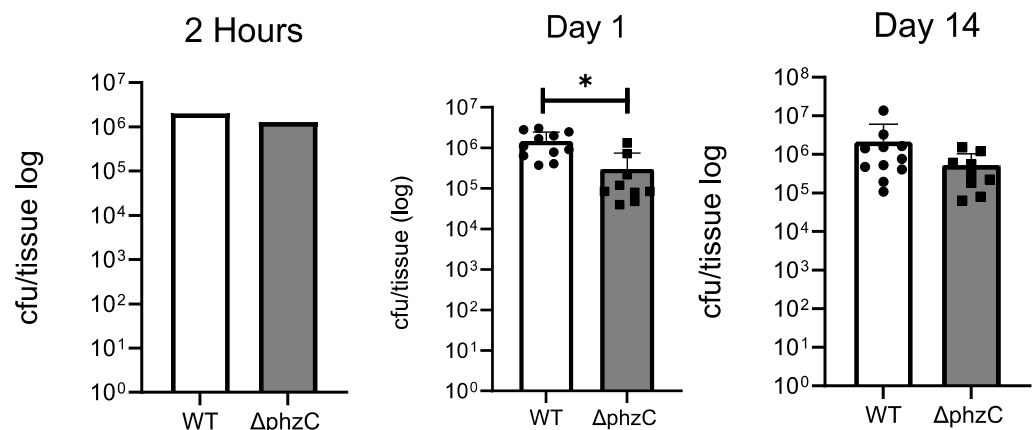 2 Hours
cfu/tissue log
10⁷
10⁶
10⁵
10⁴
10³
10²
10¹
10⁰
WT
ΔphzC
Day 1
*
cfu/tissue (log)
10⁷
10⁶
10⁵
10⁴
10³
10²
10¹
10⁰
WT
ΔphzC
Day 14
cfu/tissue log
10⁸
10⁷
10⁶
10⁵
10⁴
10³
10²
10¹
10⁰
WT
ΔphzC